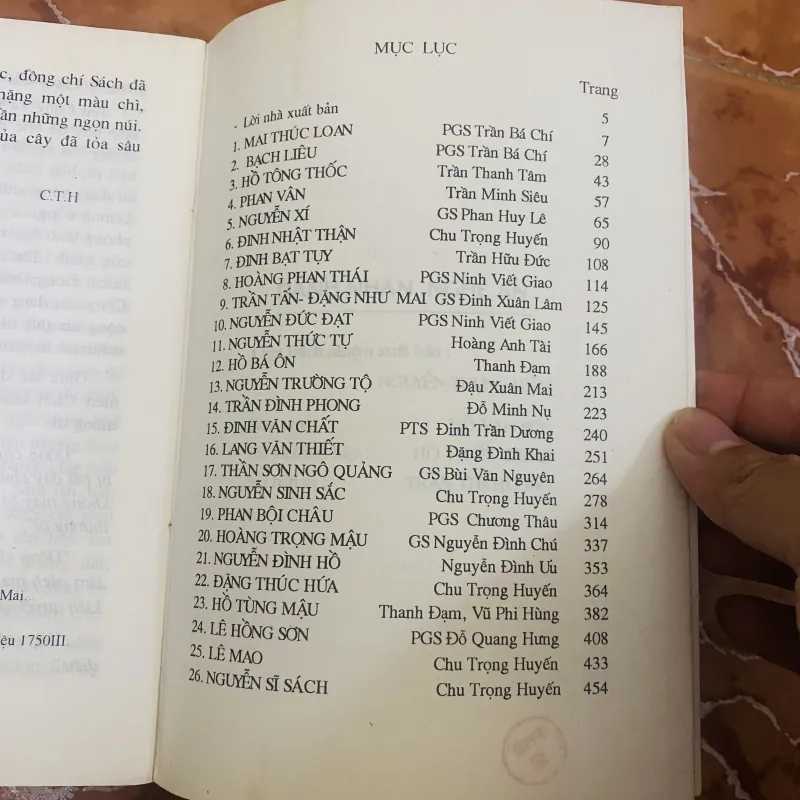 c, đồng chí Sách đã
nặng một màu chì,
ần những ngọn núi.
ủa cây đã tỏa sâu
C.T.H
Mai.
ệu 1750III.
MỤC LỤC
Trang
- Lời nhà xuất bản 5
1. MAI THÚC LOAN PGS Trần Bá Chí 7
2. BẠCH LIÊU PGS Trần Bá Chí 28
3. HỒ TÔNG THỐC Trần Thanh Tâm 43
4. PHAN VÂN Trần Minh Siêu 57
5. NGUYỄN XÍ GS Phan Huy Lê 65
6. ĐINH NHẬT THẬN Chu Trọng Huyến 90
7. ĐINH BẠT TỤY Trần Hữu Đức 108
8. HOÀNG PHAN THÁI PGS Ninh Viết Giao 114
9. TRẦN TẤN- ĐẶNG NHƯ MAI GS Đinh Xuân Lâm 125
10. NGUYỄN ĐỨC ĐẠT PGS Ninh Viết Giao 145
11. NGUYỄN THỨC TỰ Hoàng Anh Tài 166
12. HỒ BÁ ÔN Thanh Đạm 188
13. NGUYỄN TRƯỜNG TỘ Đậu Xuân Mai 213
14. TRẦN ĐÌNH PHONG Đỗ Minh Nụ 223
15. ĐINH VĂN CHẤT PTS Đinh Trần Dương 240
16. LANG VĂN THIẾT Đặng Đình Khai 251
17. THẦN SƠN NGÔ QUẢNG GS Bùi Văn Nguyên 264
18. NGUYỄN SINH SẮC Chu Trọng Huyến 278
19. PHAN BỘI CHÂU PGS Chương Thâu 314
20. HOÀNG TRỌNG MẬU GS Nguyễn Đình Chú 337
21. NGUYỄN ĐÌNH HỒ Nguyễn Đình Ưu 353
22. ĐẶNG THÚC HỨA Chu Trọng Huyến 364
23. HỒ TÙNG MẬU Thanh Đạm, Vũ Phi Hùng 382
24. LÊ HỒNG SƠN PGS Đỗ Quang Hưng 408
25. LÊ MAO Chu Trọng Huyến 433
26. NGUYỄN SĨ SÁCH Chu Trọng Huyến 454